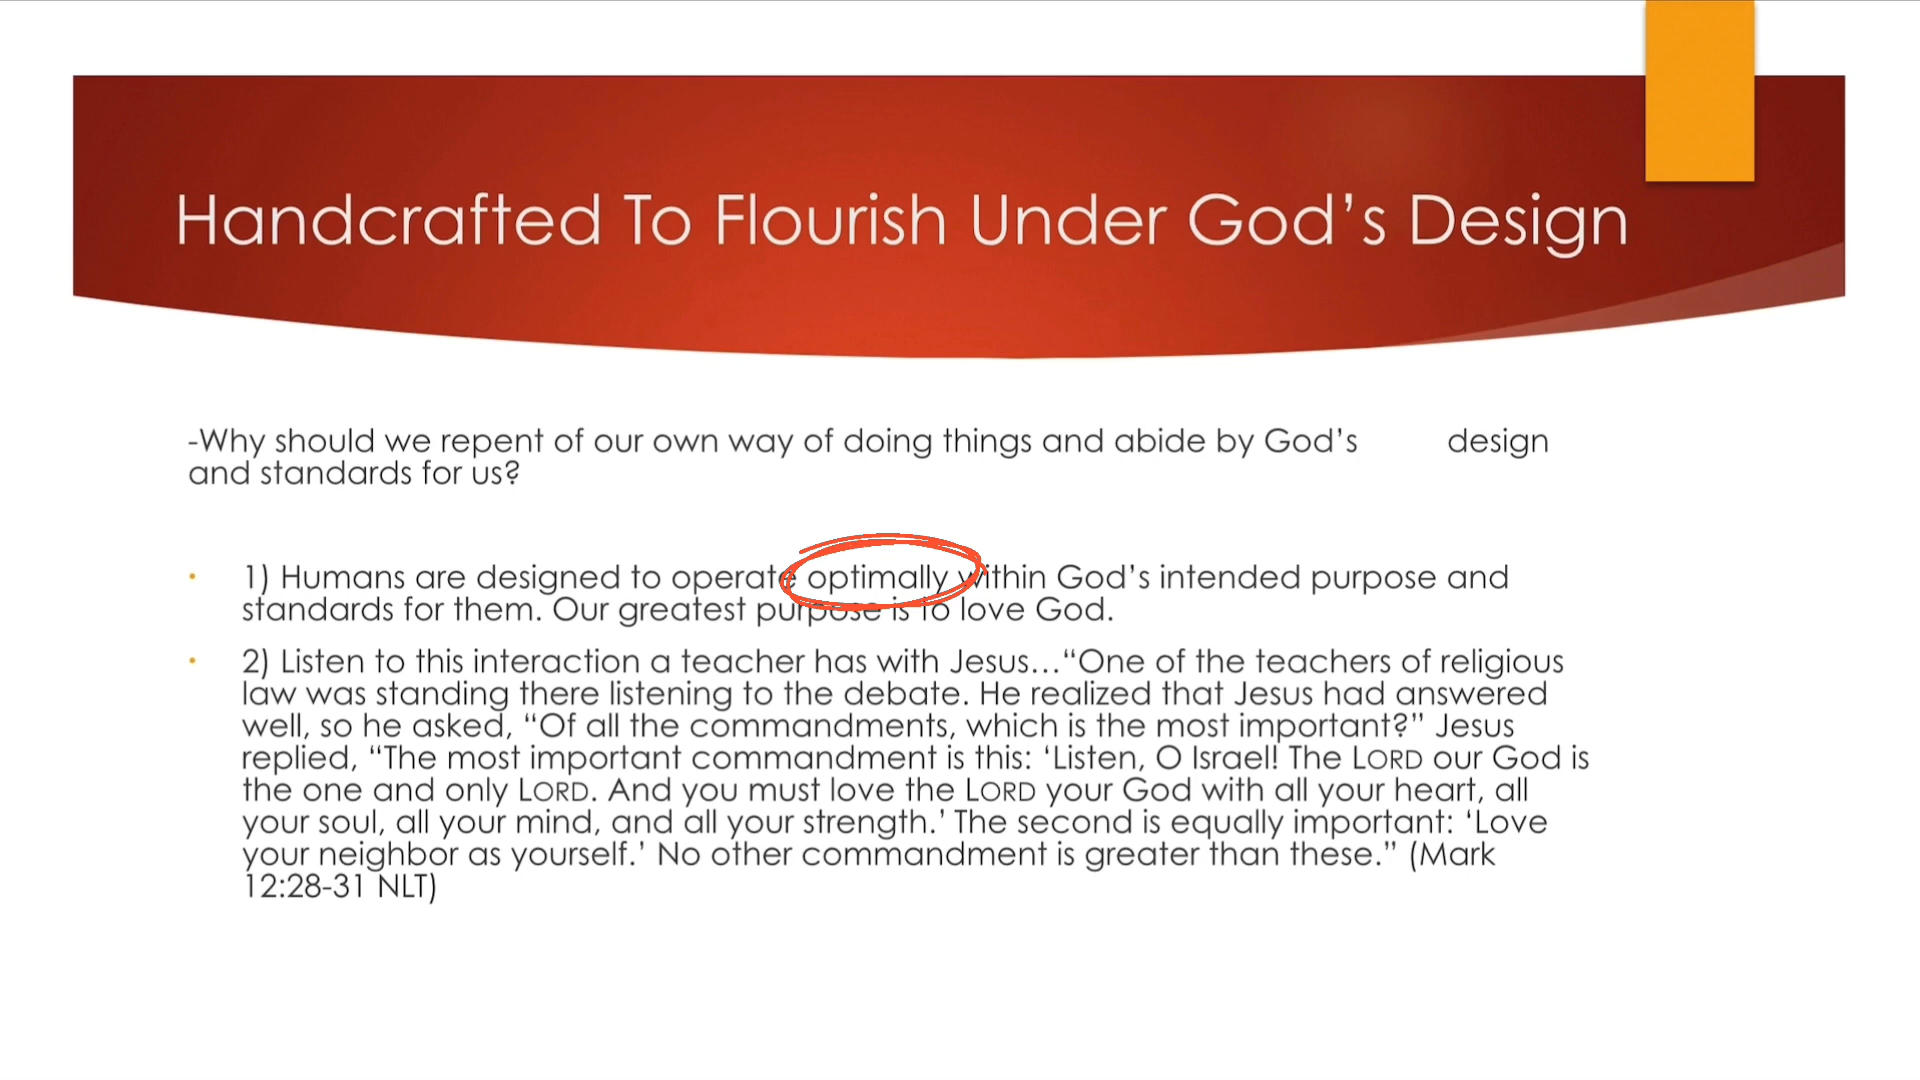 Handcrafted To Flourish Under God’s Design
-Why should we repent of our own way of doing things and abide by God’s design
and standards for us?
• 1) Humans are designed to operate optimally within God’s intended purpose and
standards for them. Our greatest purpose is to love God.
• 2) Listen to this interaction a teacher has with Jesus…“One of the teachers of religious
law was standing there listening to the debate. He realized that Jesus had answered
well, so he asked, “Of all the commandments, which is the most important?” Jesus
replied, “The most important commandment is this: ‘Listen, O Israel! The LORD our God is
the one and only LORD. And you must love the LORD your God with all your heart, all
your soul, all your mind, and all your strength.’ The second is equally important: ‘Love
your neighbor as yourself.’ No other commandment is greater than these.” (Mark
12:28-31 NLT)